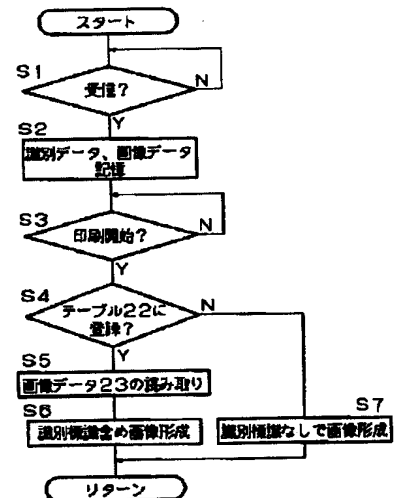 スタート
S1
受信?
N
Y
S2
識別データ、画像データ
記憶
S3
印刷開始?
N
Y
S4
テーブル22に
登録?
N
Y
S5
画像データ23の読み取り
S6
識別標識含め画像形成
S7
識別標識なしで画像形成
リターン